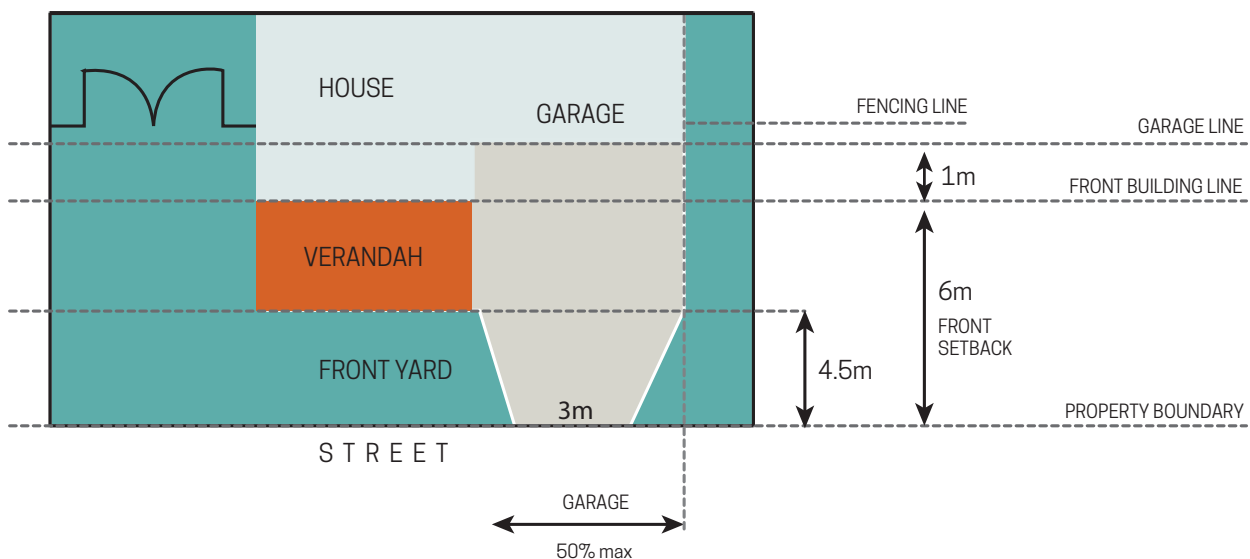 HOUSE
GARAGE
FENCING LINE
GARAGE LINE
1m
FRONT BUILDING LINE
VERANDAH
6m
FRONT
SETBACK
FRONT YARD
4.5m
3m
PROPERTY BOUNDARY
STREET
GARAGE
50% max